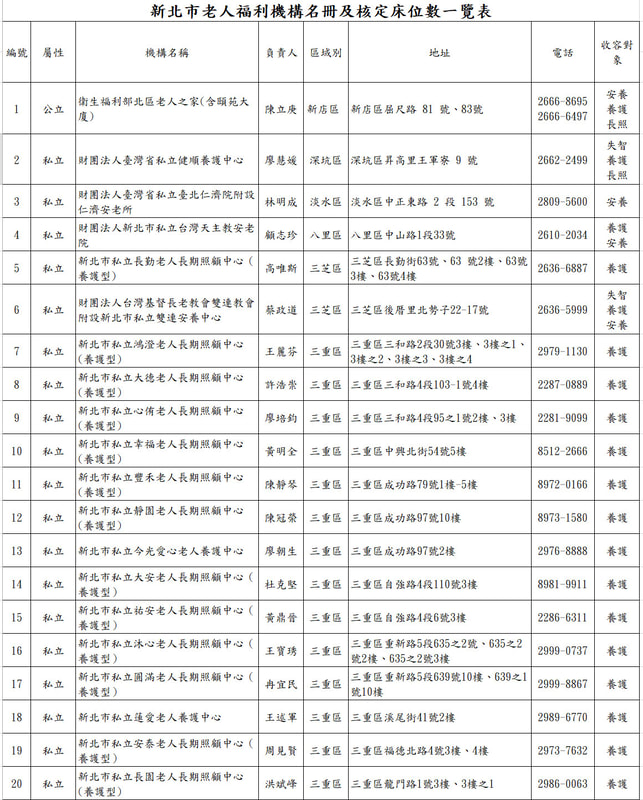 新北市老人福利機構名冊及核定床位數一覽表
編號 屬性 機構名稱 負責人 區域別 地址 電話 收容對
象
1 公立 衛生福利部北區老人之家(含頤苑大
廈) 陳立庚 新店區 新店區屈尺路 81 號、83號 2666-8695
2666-6497 安養
養護
長照
2 私立 財團法人臺灣省私立健順養護中心 廖慧媛 深坑區 深坑區昇高里王軍寮 9 號 2662-2499 失智
養護
長照
3 私立 財團法人臺灣省私立臺北仁濟院附設
仁濟安老所 林明成 淡水區 淡水區中正東路 2 段 153 號 2809-5600 安養
4 私立 財團法人新北市私立台灣天主教安老
院 顧志珍 八里區 八里區中山路1段33號 2610-2034 養護
安養
5 私立 新北市私立長勤老人長期照顧中心
(養護型) 高唯斯 三芝區 三芝區長勤街63號、63 號2樓、63號
3樓、63號4樓 2636-6887 養護
6 私立 財團法人台灣基督長老教會雙連教會
附設新北市私立雙連安養中心 蔡政道 三芝區 三芝區後厝里北勢子22-17號 2636-5999 失智
養護
安養
7 私立 新北市私立鴻澄老人長期照顧中心
(養護型) 王麗芬 三重區 三重區三和路2段30號3樓、3樓之1、
3樓之2、3樓之3、3樓之4 2979-1130 養護
8 私立 新北市私立大德老人長期照顧中心
(養護型) 許浩崇 三重區 三重區三和路4段103-1號4樓 2287-0889 養護
9 私立 新北市私立心侑老人長期照顧中心
(養護型) 廖培鈞 三重區 三重區三和路4段95之1號2樓、3樓 2281-9099 養護
10 私立 新北市私立幸福老人長期照顧中心
(養護型) 黃明全 三重區 三重區中興北街54號5樓 8512-2666 養護
11 私立 新北市私立豐禾老人長期照顧中心
(養護型) 陳靜琴 三重區 三重區成功路79號1樓-5樓 8972-0166 養護
12 私立 新北市私立靜園老人長期照顧中心
(養護型) 陳冠榮 三重區 三重區成功路97號10樓 8973-1580 養護
13 私立 新北市私立今光愛心老人養護中心 廖朝生 三重區 三重區成功路97號2樓 2976-8888 養護
14 私立 新北市私立大安老人長期照顧中心 (
養護型) 杜克堅 三重區 三重區自強路4段110號3樓 8981-9911 養護
15 私立 新北市私立祐安老人長期照顧中心 (
養護型) 黃鼎晉 三重區 三重區自強路4段6號3樓 2286-6311 養護
16 私立 新北市私立沐心老人長期照顧中心 (
養護型) 王寶琇 三重區 三重區重新路5段635之2號、635之2
號2樓、635之2號3樓 2999-0737 養護
17 私立 新北市私立圓滿老人長期照顧中心 (
養護型) 冉宜民 三重區 三重區重新路5段639號10樓、639之1
號10樓 2999-8867 養護
18 私立 新北市私立蓮愛老人養護中心 王述軍 三重區 三重區溪尾街41號2樓 2989-6770 養護
19 私立 新北市私立安泰老人長期照顧中心 (
養護型) 周見賢 三重區 三重區福德北路4號3樓、4樓 2973-7632 養護
20 私立 新北市私立長園老人長期照顧中心 (
養護型) 洪斌峰 三重區 三重區龍門路1號3樓、3樓之1 2986-0063 養護